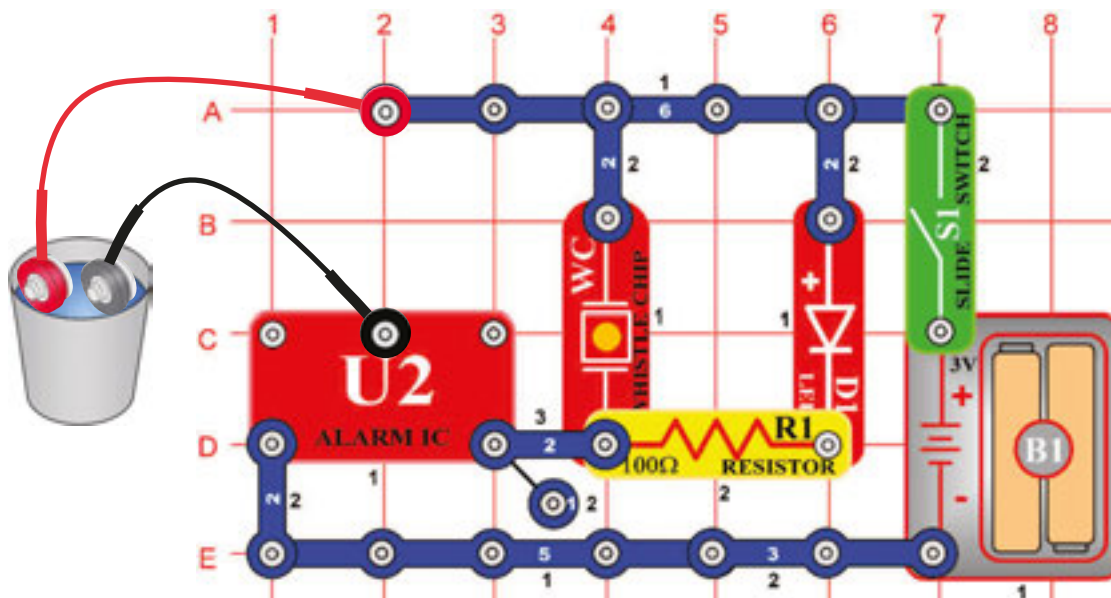 1 2 3 4 5 6 7 8
A
1
6
2 2
2 2
2
SLIDE SWITCH
S1
B
WC
WHISTLE CHIP
1
+
1
D1
C
U2
ALARM IC
1
3V
+
-
B1
1
D
3
2
R1
100Ω RESISTOR
2
1 2
2 2
E
5
1
3
2